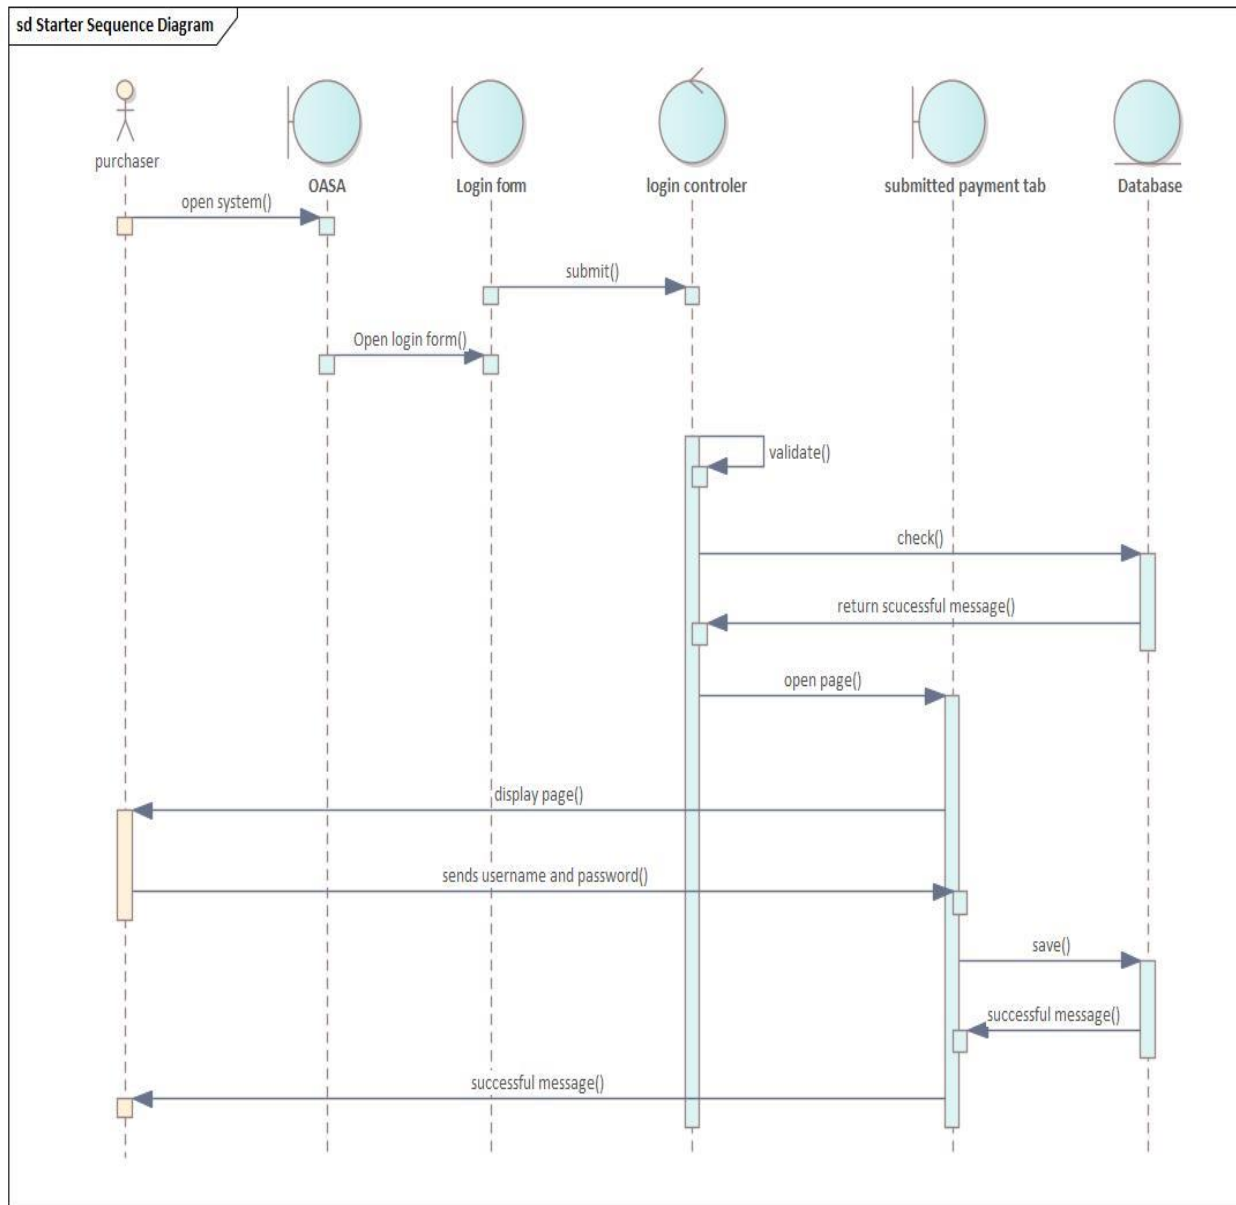 sd Starter Sequence Diagram
purchaser
OASA
Login form
login controler
submitted payment tab
Database
open system()
submit()
Open login form()
validate()
check()
return scucessful message()
open page()
display page()
sends username and password()
save()
successful message()
successful message()